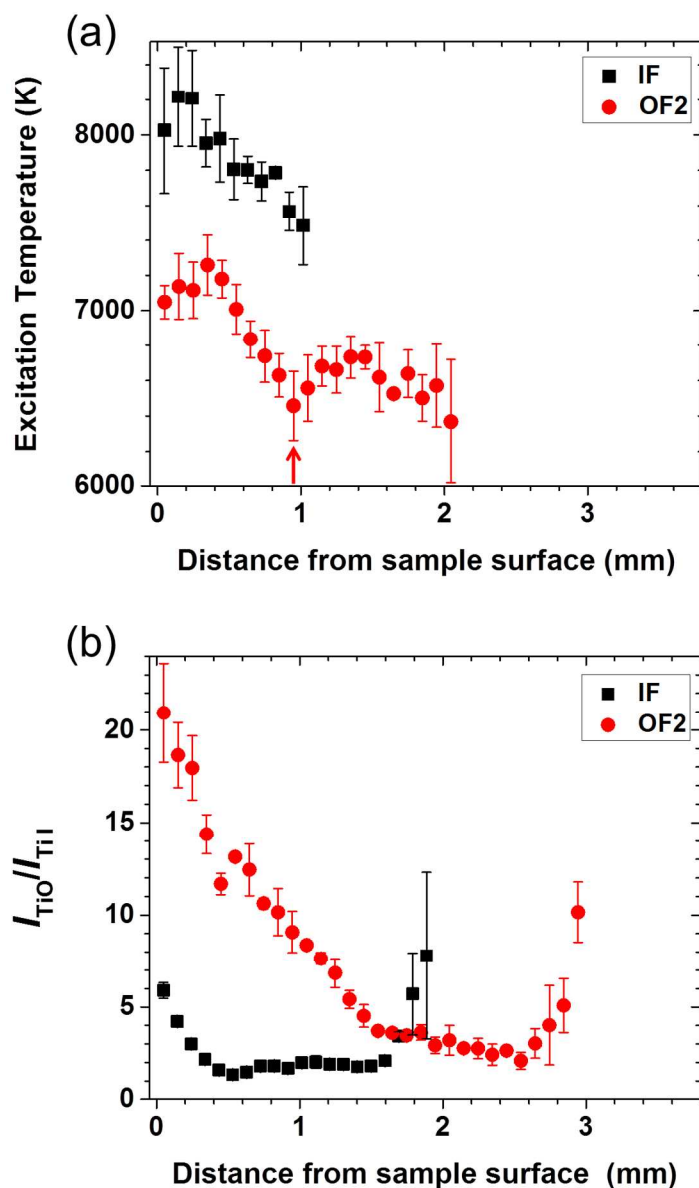 (a)
Excitation Temperature (K)
8000
7000
6000
IF
OF2
0 1 2 3
Distance from sample surface (mm)
(b)
I_TiO/I_Ti I
20
15
10
5
0
IF
OF2
0 1 2 3
Distance from sample surface (mm)